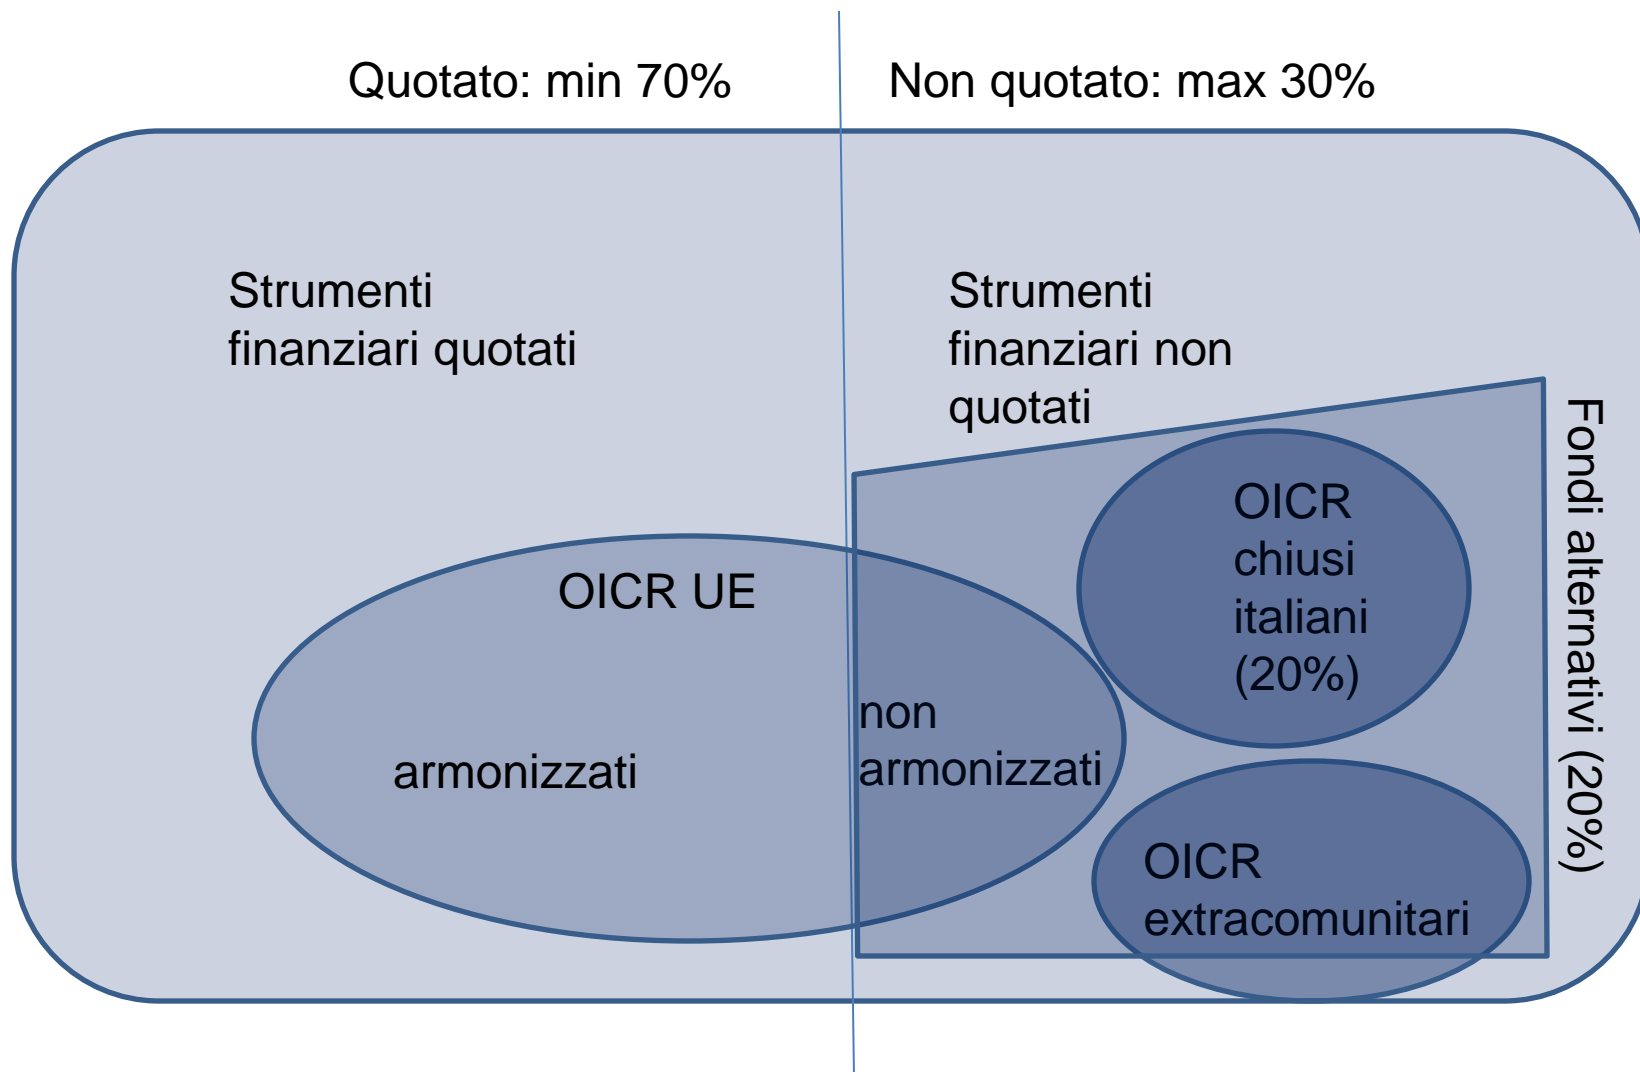 Quotato: min 70%
Non quotato: max 30%
Strumenti
finanziari quotati
Strumenti
finanziari non
quotati
OICR UE
armonizzati
non
armonizzati
OICR
chiusi
italiani
(20%)
OICR
extracomunitari
Fondi alternativi (20%)